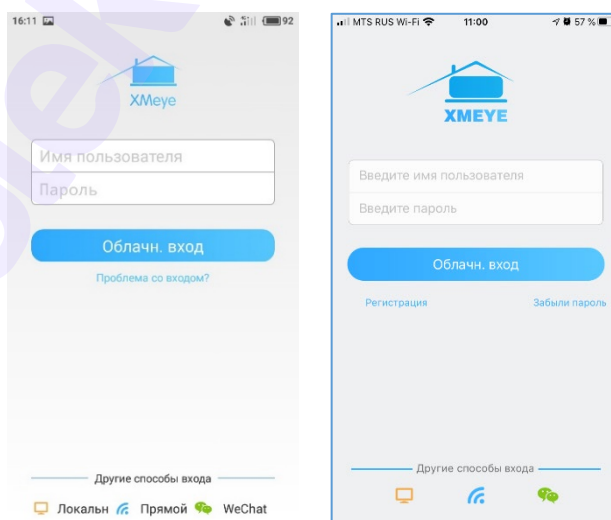 16:11
92
XMeye
Имя пользователя
Пароль
Облачн. вход
Проблема со входом?
Другие способы входа
Локальн Прямой WeChat
MTS RUS Wi-Fi 11:00 57 %
XMEYE
Введите имя пользователя
Введите пароль
Облачн. вход
Регистрация Забыли пароль
Другие способы входа